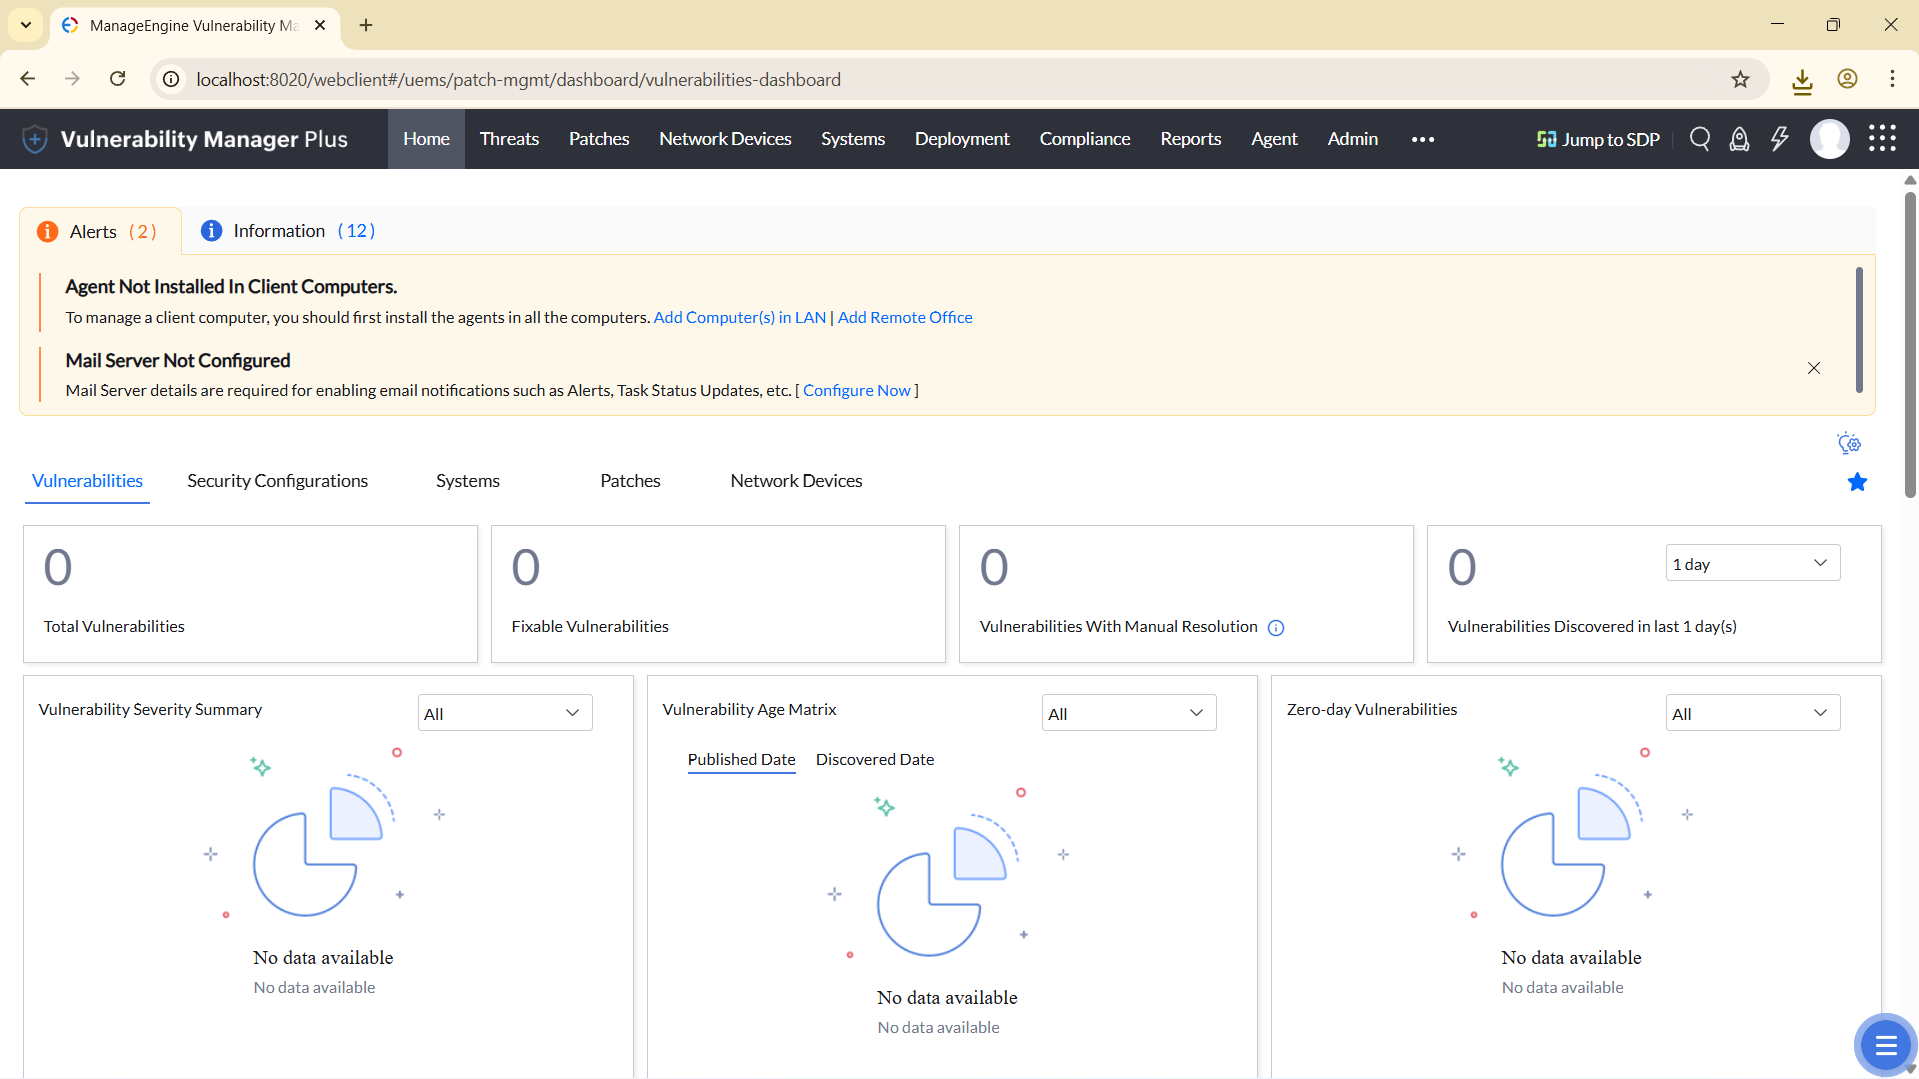 ManageEngine Vulnerability Ma
localhost:8020/webclient#/uems/patch-mgmt/dashboard/vulnerabilities-dashboard
Vulnerability Manager Plus
Home
Threats
Patches
Network Devices
Systems
Deployment
Compliance
Reports
Agent
Admin
Jump to SDP
Alerts (2)
Information (12)
Agent Not Installed In Client Computers.
To manage a client computer, you should first install the agents in all the computers. Add Computer(s) in LAN | Add Remote Office
Mail Server Not Configured
Mail Server details are required for enabling email notifications such as Alerts, Task Status Updates, etc. [ Configure Now ]
Vulnerabilities
Security Configurations
Systems
Patches
Network Devices
0
Total Vulnerabilities
0
Fixable Vulnerabilities
0
Vulnerabilities With Manual Resolution
0
1 day
Vulnerabilities Discovered in last 1 day(s)
Vulnerability Severity Summary
All
No data available
No data available
Vulnerability Age Matrix
All
Published Date
Discovered Date
No data available
No data available
Zero-day Vulnerabilities
All
No data available
No data available